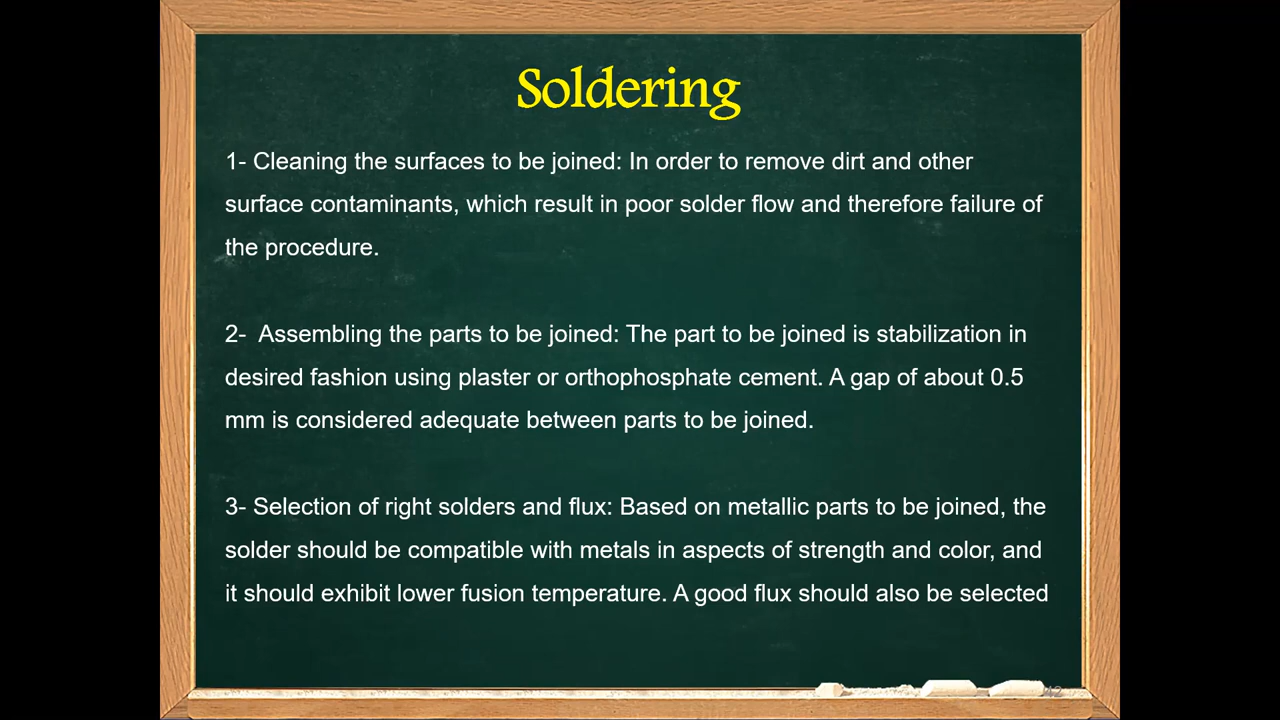 Soldering
1- Cleaning the surfaces to be joined: In order to remove dirt and other
surface contaminants, which result in poor solder flow and therefore failure of
the procedure.
2-  Assembling the parts to be joined: The part to be joined is stabilization in
desired fashion using plaster or orthophosphate cement. A gap of about 0.5
mm is considered adequate between parts to be joined.
3- Selection of right solders and flux: Based on metallic parts to be joined, the
solder should be compatible with metals in aspects of strength and color, and
it should exhibit lower fusion temperature. A good flux should also be selected
42